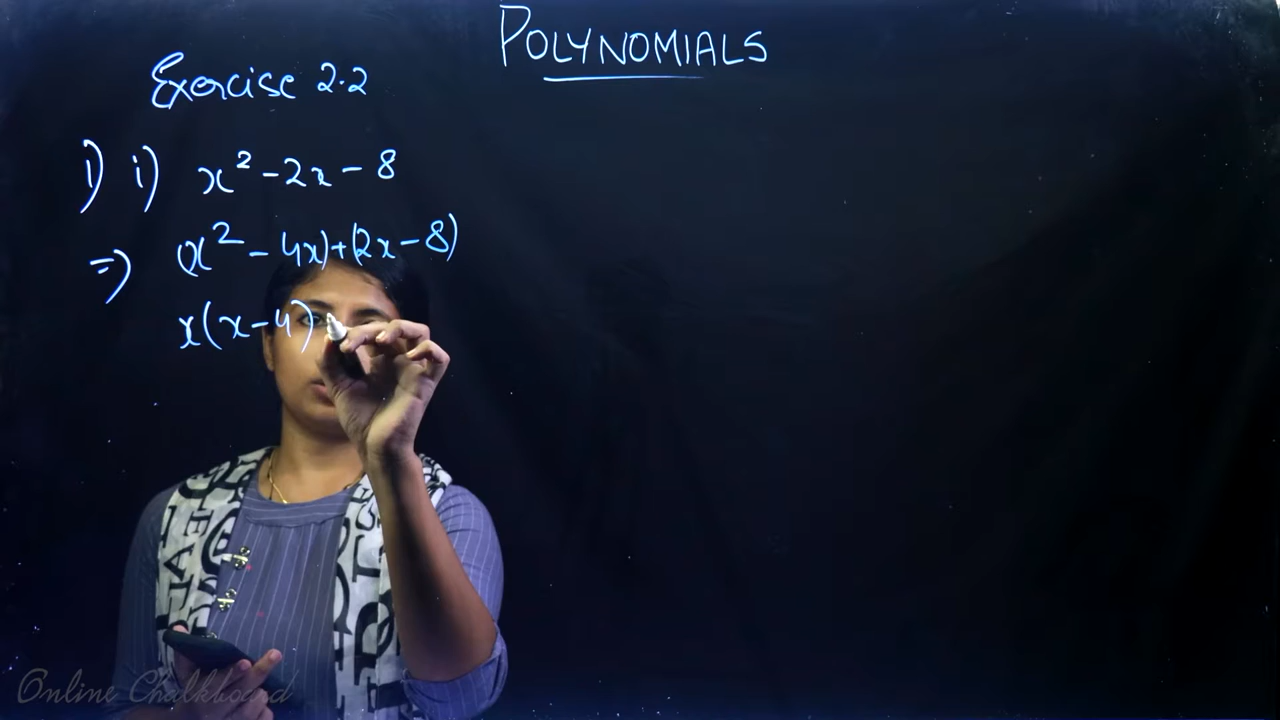 POLYNOMIALS
Exercise 2.2
1) i) x² - 2x - 8
⇒ (x² - 4x) + (2x - 8)
x(x - 4)
Online Chalkboard